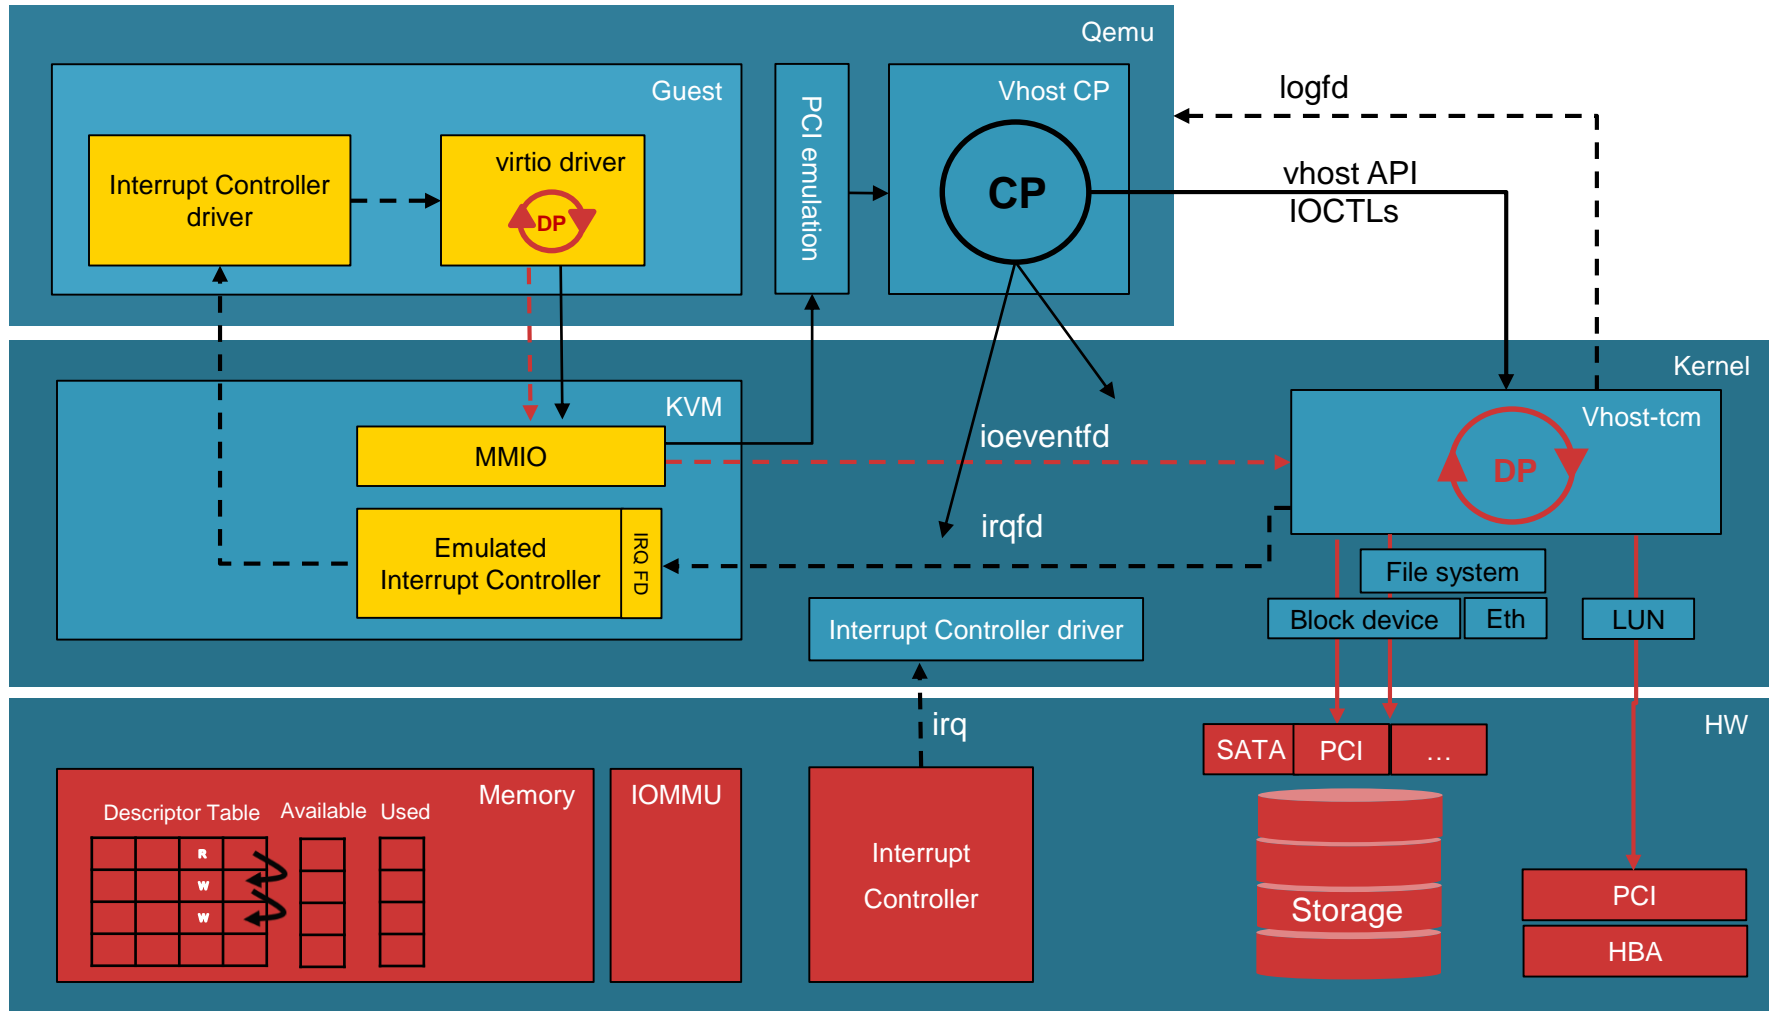 Qemu
Guest
Interrupt Controller
driver
virtio driver
DP
PCI emulation
Vhost CP
CP
logfd
vhost API
IOCTLs
Kernel
KVM
MMIO
Emulated
Interrupt Controller
IRQ FD
ioeventfd
irqfd
Vhost-tcm
DP
File system
Block device
Eth
LUN
Interrupt Controller driver
irq
HW
Memory
Descriptor Table
Available
Used
R
W
W
IOMMU
Interrupt
Controller
SATA
PCI
...
Storage
PCI
HBA